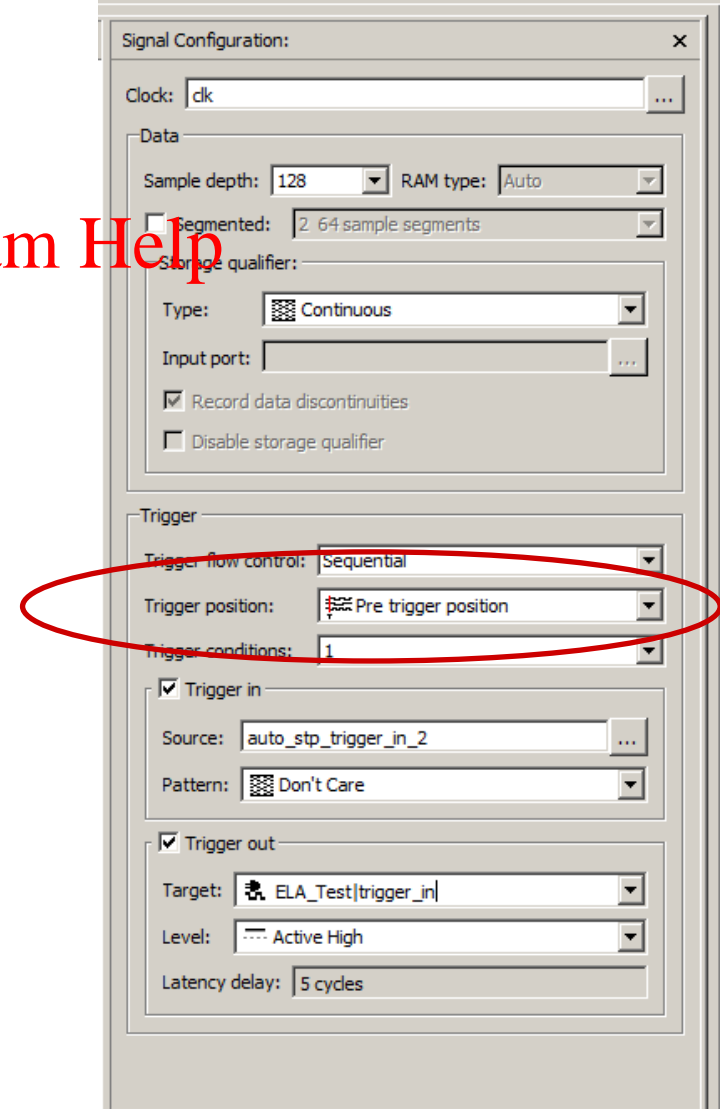 Signal Configuration:
Clock: clk ...
Data
Sample depth: 128 RAM type: Auto
Segmented: 2 64 sample segments
am Help
Storage qualifier:
Type: Continuous
Input port: ...
Record data discontinuities
Disable storage qualifier
Trigger
Trigger flow control: Sequential
Trigger position: Pre trigger position
Trigger conditions: 1
Trigger in
Source: auto_stp_trigger_in_2 ...
Pattern: Don't Care
Trigger out
Target: ELA_Test|trigger_in
Level: Active High
Latency delay: 5 cycles